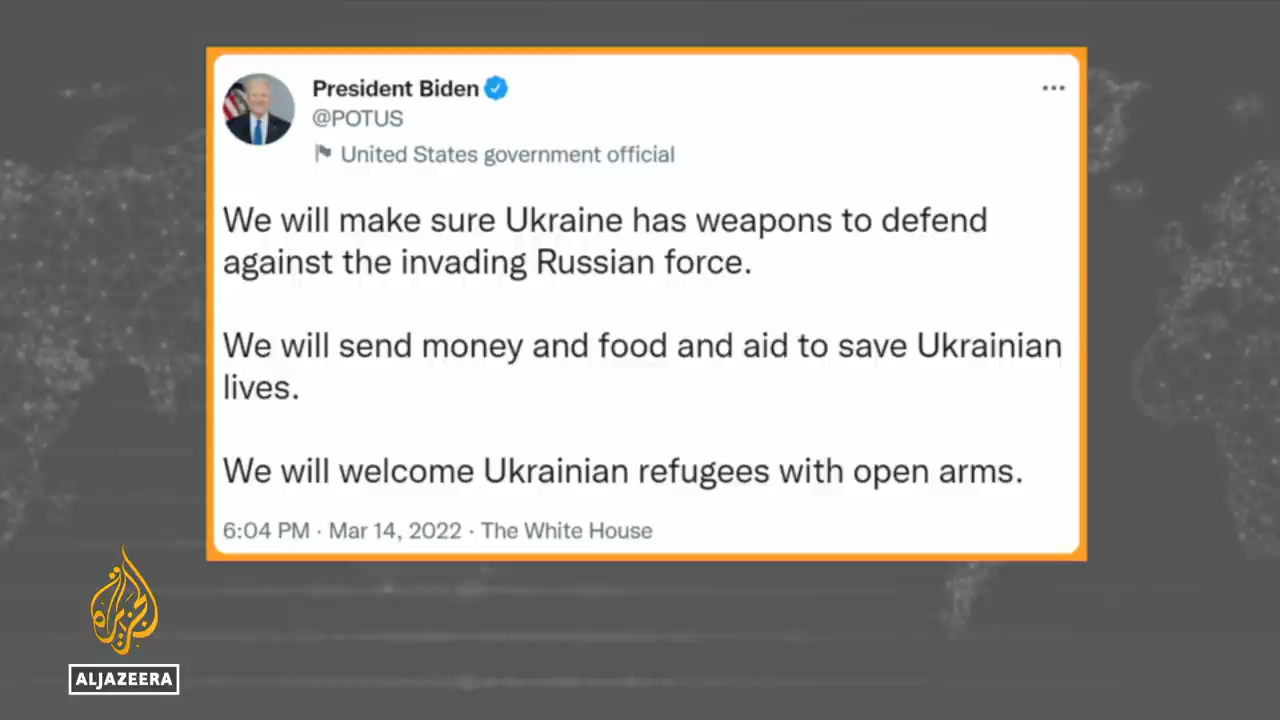 President Biden
@POTUS
United States government official
We will make sure Ukraine has weapons to defend
against the invading Russian force.
We will send money and food and aid to save Ukrainian
lives.
We will welcome Ukrainian refugees with open arms.
6:04 PM · Mar 14, 2022 · The White House
الجزيرة
ALJAZEERA